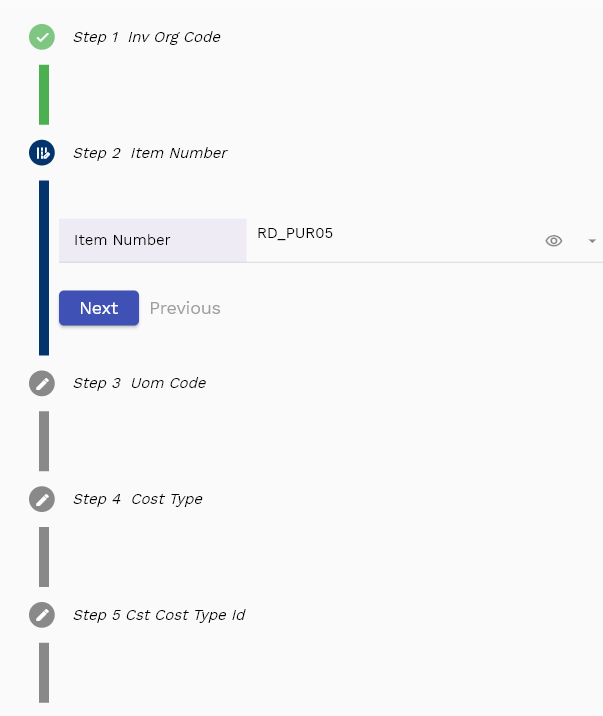 Step 1 Inv Org Code
Step 2 Item Number
Item Number RD_PUR05
Next Previous
Step 3 Uom Code
Step 4 Cost Type
Step 5 Cst Cost Type Id